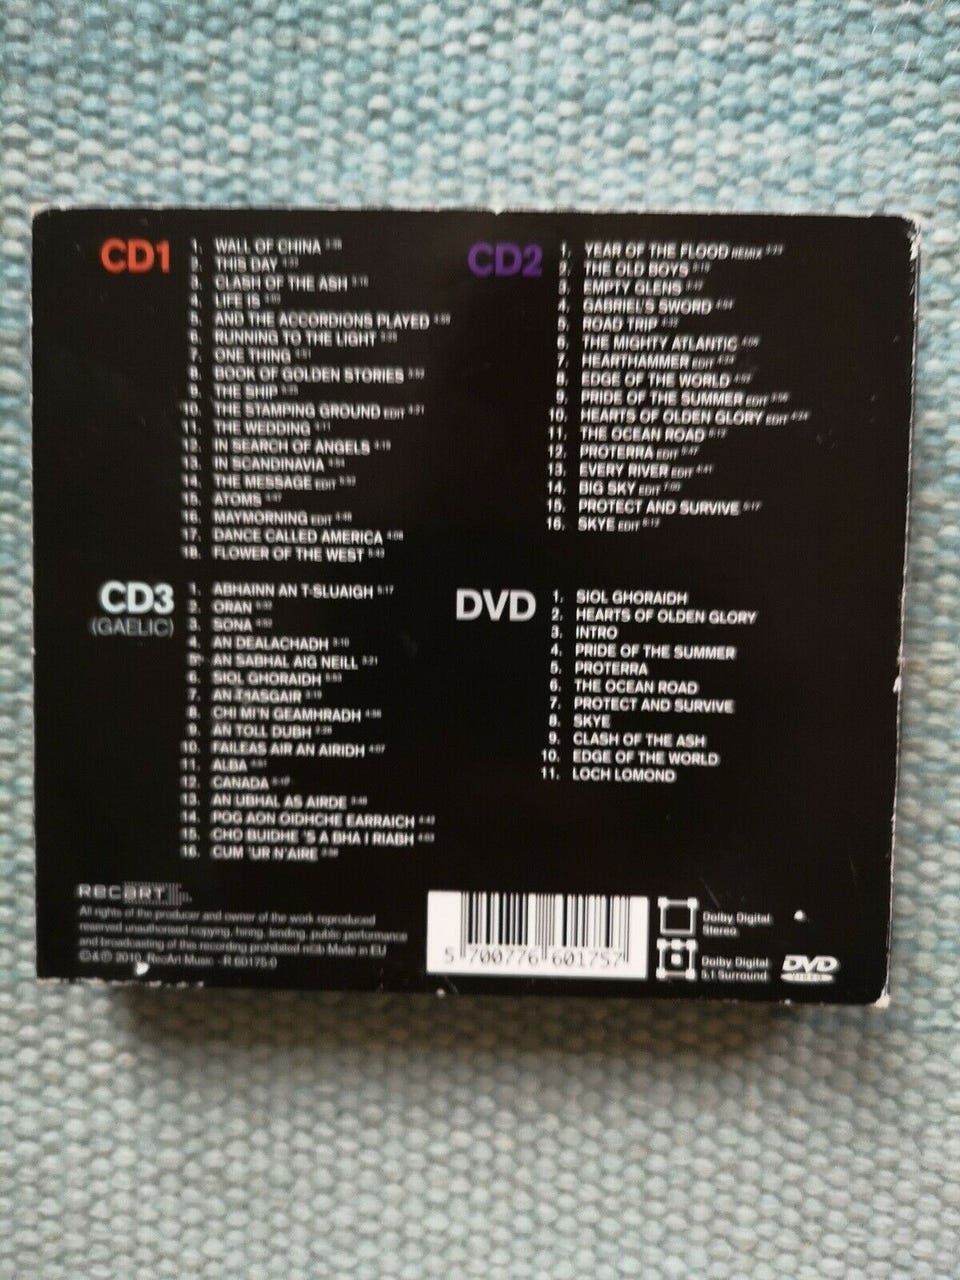 CD1
1. WALL OF CHINA
2. THIS DAY
3. CLASH OF THE ASH
4. LIFE IS
5. AND THE ACCORDIONS PLAYED
6. RUNNING TO THE LIGHT
7. ONE THING
8. BOOK OF GOLDEN STORIES
9. THE SHIP
10. THE STAMPING GROUND EDIT
11. THE WEDDING
12. IN SEARCH OF ANGELS
13. IN SCANDINAVIA
14. THE MESSAGE EDIT
15. ATOMS
16. MAYMORNING EDIT
17. DANCE CALLED AMERICA
18. FLOWER OF THE WEST
CD2
1. YEAR OF THE FLOOD REMIX
2. THE OLD BOYS
3. EMPTY GLENS
4. GABRIEL'S SWORD
5. ROAD TRIP
6. THE MIGHTY ATLANTIC
7. HEARTHAMMER EDIT
8. EDGE OF THE WORLD
9. PRIDE OF THE SUMMER EDIT
10. HEARTS OF OLDEN GLORY EDIT
11. THE OCEAN ROAD
12. PROTERRA EDIT
13. EVERY RIVER EDIT
14. BIG SKY EDIT
15. PROTECT AND SURVIVE
16. SKYE EDIT
CD3
(GAELIC)
1. ABHAINN AN T-SLUAIGH
2. ORAN
3. SONA
4. AN DEALACHADH
5. AN SABHAL AIG NEILL
6. SIOL GHORAIDH
7. AN T-IASGAIR
8. CHI MI'N GEAMHRADH
9. AN TOLL DUBH
10. FAILEAS AIR AN AIRIDH
11. ALBA
12. CANADA
13. AN UBHAL AS AIRDE
14. POG AON OIDHCHE EARRAICH
15. CHO BUIDHE 'S A BHA I RIABH
16. CUM 'UR N'AIRE
DVD
1. SIOL GHORAIDH
2. HEARTS OF OLDEN GLORY
3. INTRO
4. PRIDE OF THE SUMMER
5. PROTERRA
6. THE OCEAN ROAD
7. PROTECT AND SURVIVE
8. SKYE
9. CLASH OF THE ASH
10. EDGE OF THE WORLD
11. LOCH LOMOND
RECART
All rights of the producer and owner of the work reproduced
reserved unauthorised copying, hiring, lending, public performance
and broadcasting of this recording prohibited ncb Made in EU
©&℗ 2010 RecArt Music -R 60175-0
5 700776 601757
Dolby Digital
Stereo
Dolby Digital
5.1 Surround
DVD
VIDEO